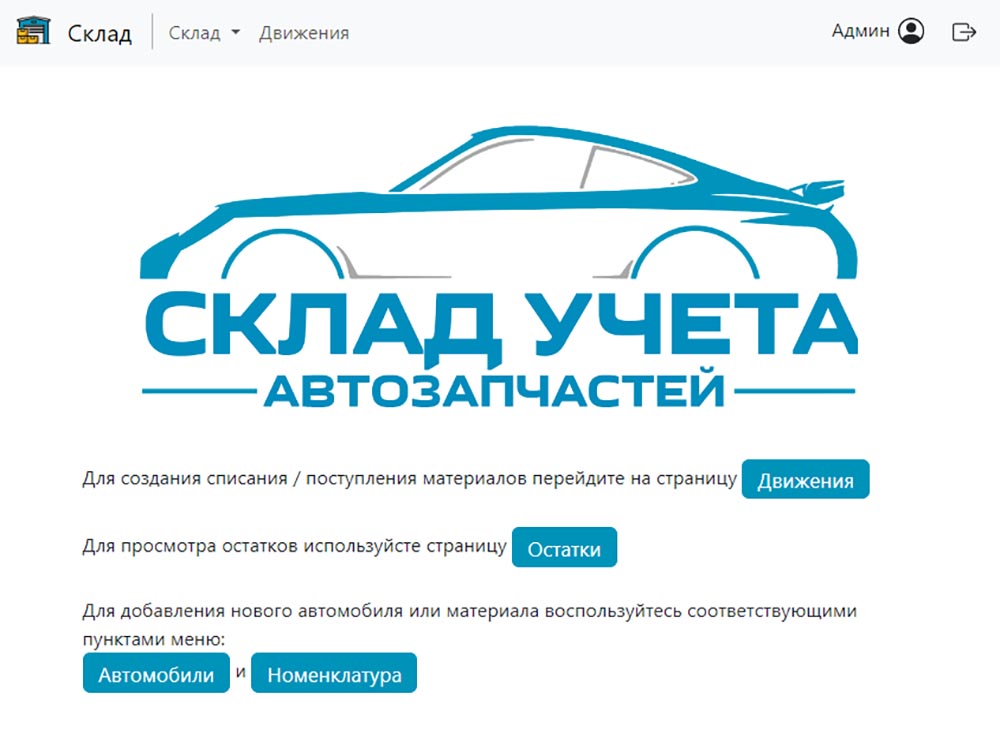 Склад Склад Движения Админ
СКЛАД УЧЕТА
АВТОЗАПЧАСТЕЙ
Для создания списания / поступления материалов перейдите на страницу Движения
Для просмотра остатков используйсте страницу Остатки
Для добавления нового автомобиля или материала воспользуйтесь соответствующими
пунктами меню:
Автомобили и Номенклатура